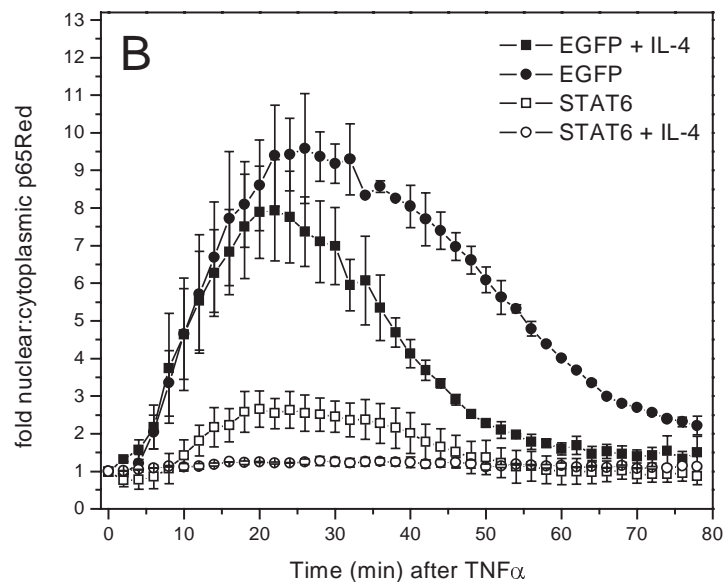 B
EGFP + IL-4
EGFP
STAT6
STAT6 + IL-4
13
12
11
10
9
8
7
6
5
4
3
2
1
0
fold nuclear:cytoplasmic p65Red
0 10 20 30 40 50 60 70 80
Time (min) after TNFα